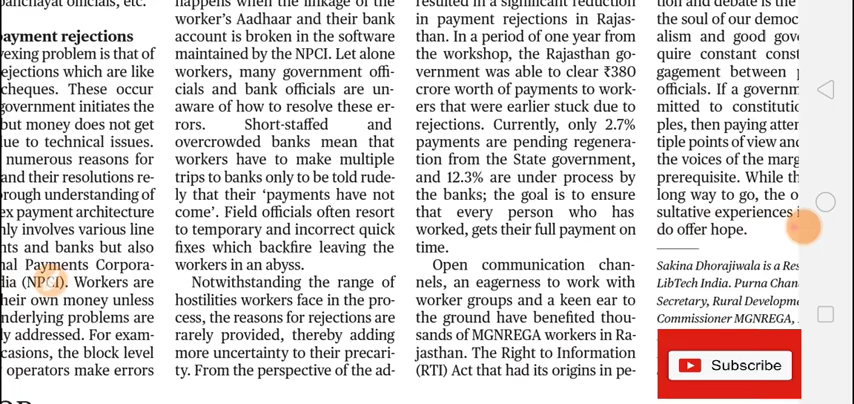 panchayat officials, etc.
payment rejections
vexing problem is that of
ejections which are like
cheques. These occur
government initiates the
but money does not get
ue to technical issues.
numerous reasons for
and their resolutions re-
orough understanding of
ex payment architecture
nly involves various line
nts and banks but also
nal Payments Corpora-
dia (NPCI). Workers are
heir own money unless
nderlying problems are
ly addressed. For exam-
casions, the block level
operators make errors
happens when the linkage of the
worker's Aadhaar and their bank
account is broken in the software
maintained by the NPCI. Let alone
workers, many government offi-
cials and bank officials are un-
aware of how to resolve these er-
rors. Short-staffed and
overcrowded banks mean that
workers have to make multiple
trips to banks only to be told rude-
ly that their 'payments have not
come'. Field officials often resort
to temporary and incorrect quick
fixes which backfire leaving the
workers in an abyss.
Notwithstanding the range of
hostilities workers face in the pro-
cess, the reasons for rejections are
rarely provided, thereby adding
more uncertainty to their precari-
ty. From the perspective of the ad-
resulted in a significant reduction
in payment rejections in Rajas-
than. In a period of one year from
the workshop, the Rajasthan go-
vernment was able to clear ₹380
crore worth of payments to work-
ers that were earlier stuck due to
rejections. Currently, only 2.7%
payments are pending regenera-
tion from the State government,
and 12.3% are under process by
the banks; the goal is to ensure
that every person who has
worked, gets their full payment on
time.
Open communication chan-
nels, an eagerness to work with
worker groups and a keen ear to
the ground have benefited thou-
sands of MGNREGA workers in Ra-
jasthan. The Right to Information
(RTI) Act that had its origins in pe-
tion and debate is the
the soul of our democ
alism and good gov
quire constant const
gagement between
officials. If a governm
mitted to constitutio
ples, then paying atten
tiple points of view and
the voices of the marg
prerequisite. While th
long way to go, the o
sultative experiences i
do offer hope.
Sakina Dhorajiwala is a Res
LibTech India. Purna Chan
Secretary, Rural Developm
Commissioner MGNREGA,
Subscribe